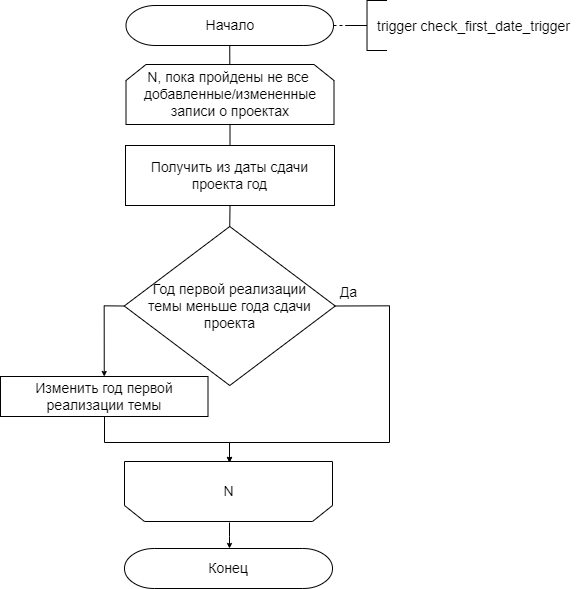 Начало
trigger check_first_date_trigger
N, пока пройдены не все
добавленные/измененные
записи о проектах
Получить из даты сдачи
проекта год
Год первой реализации
темы меньше года сдачи
проекта
Да
Изменить год первой
реализации темы
N
Конец